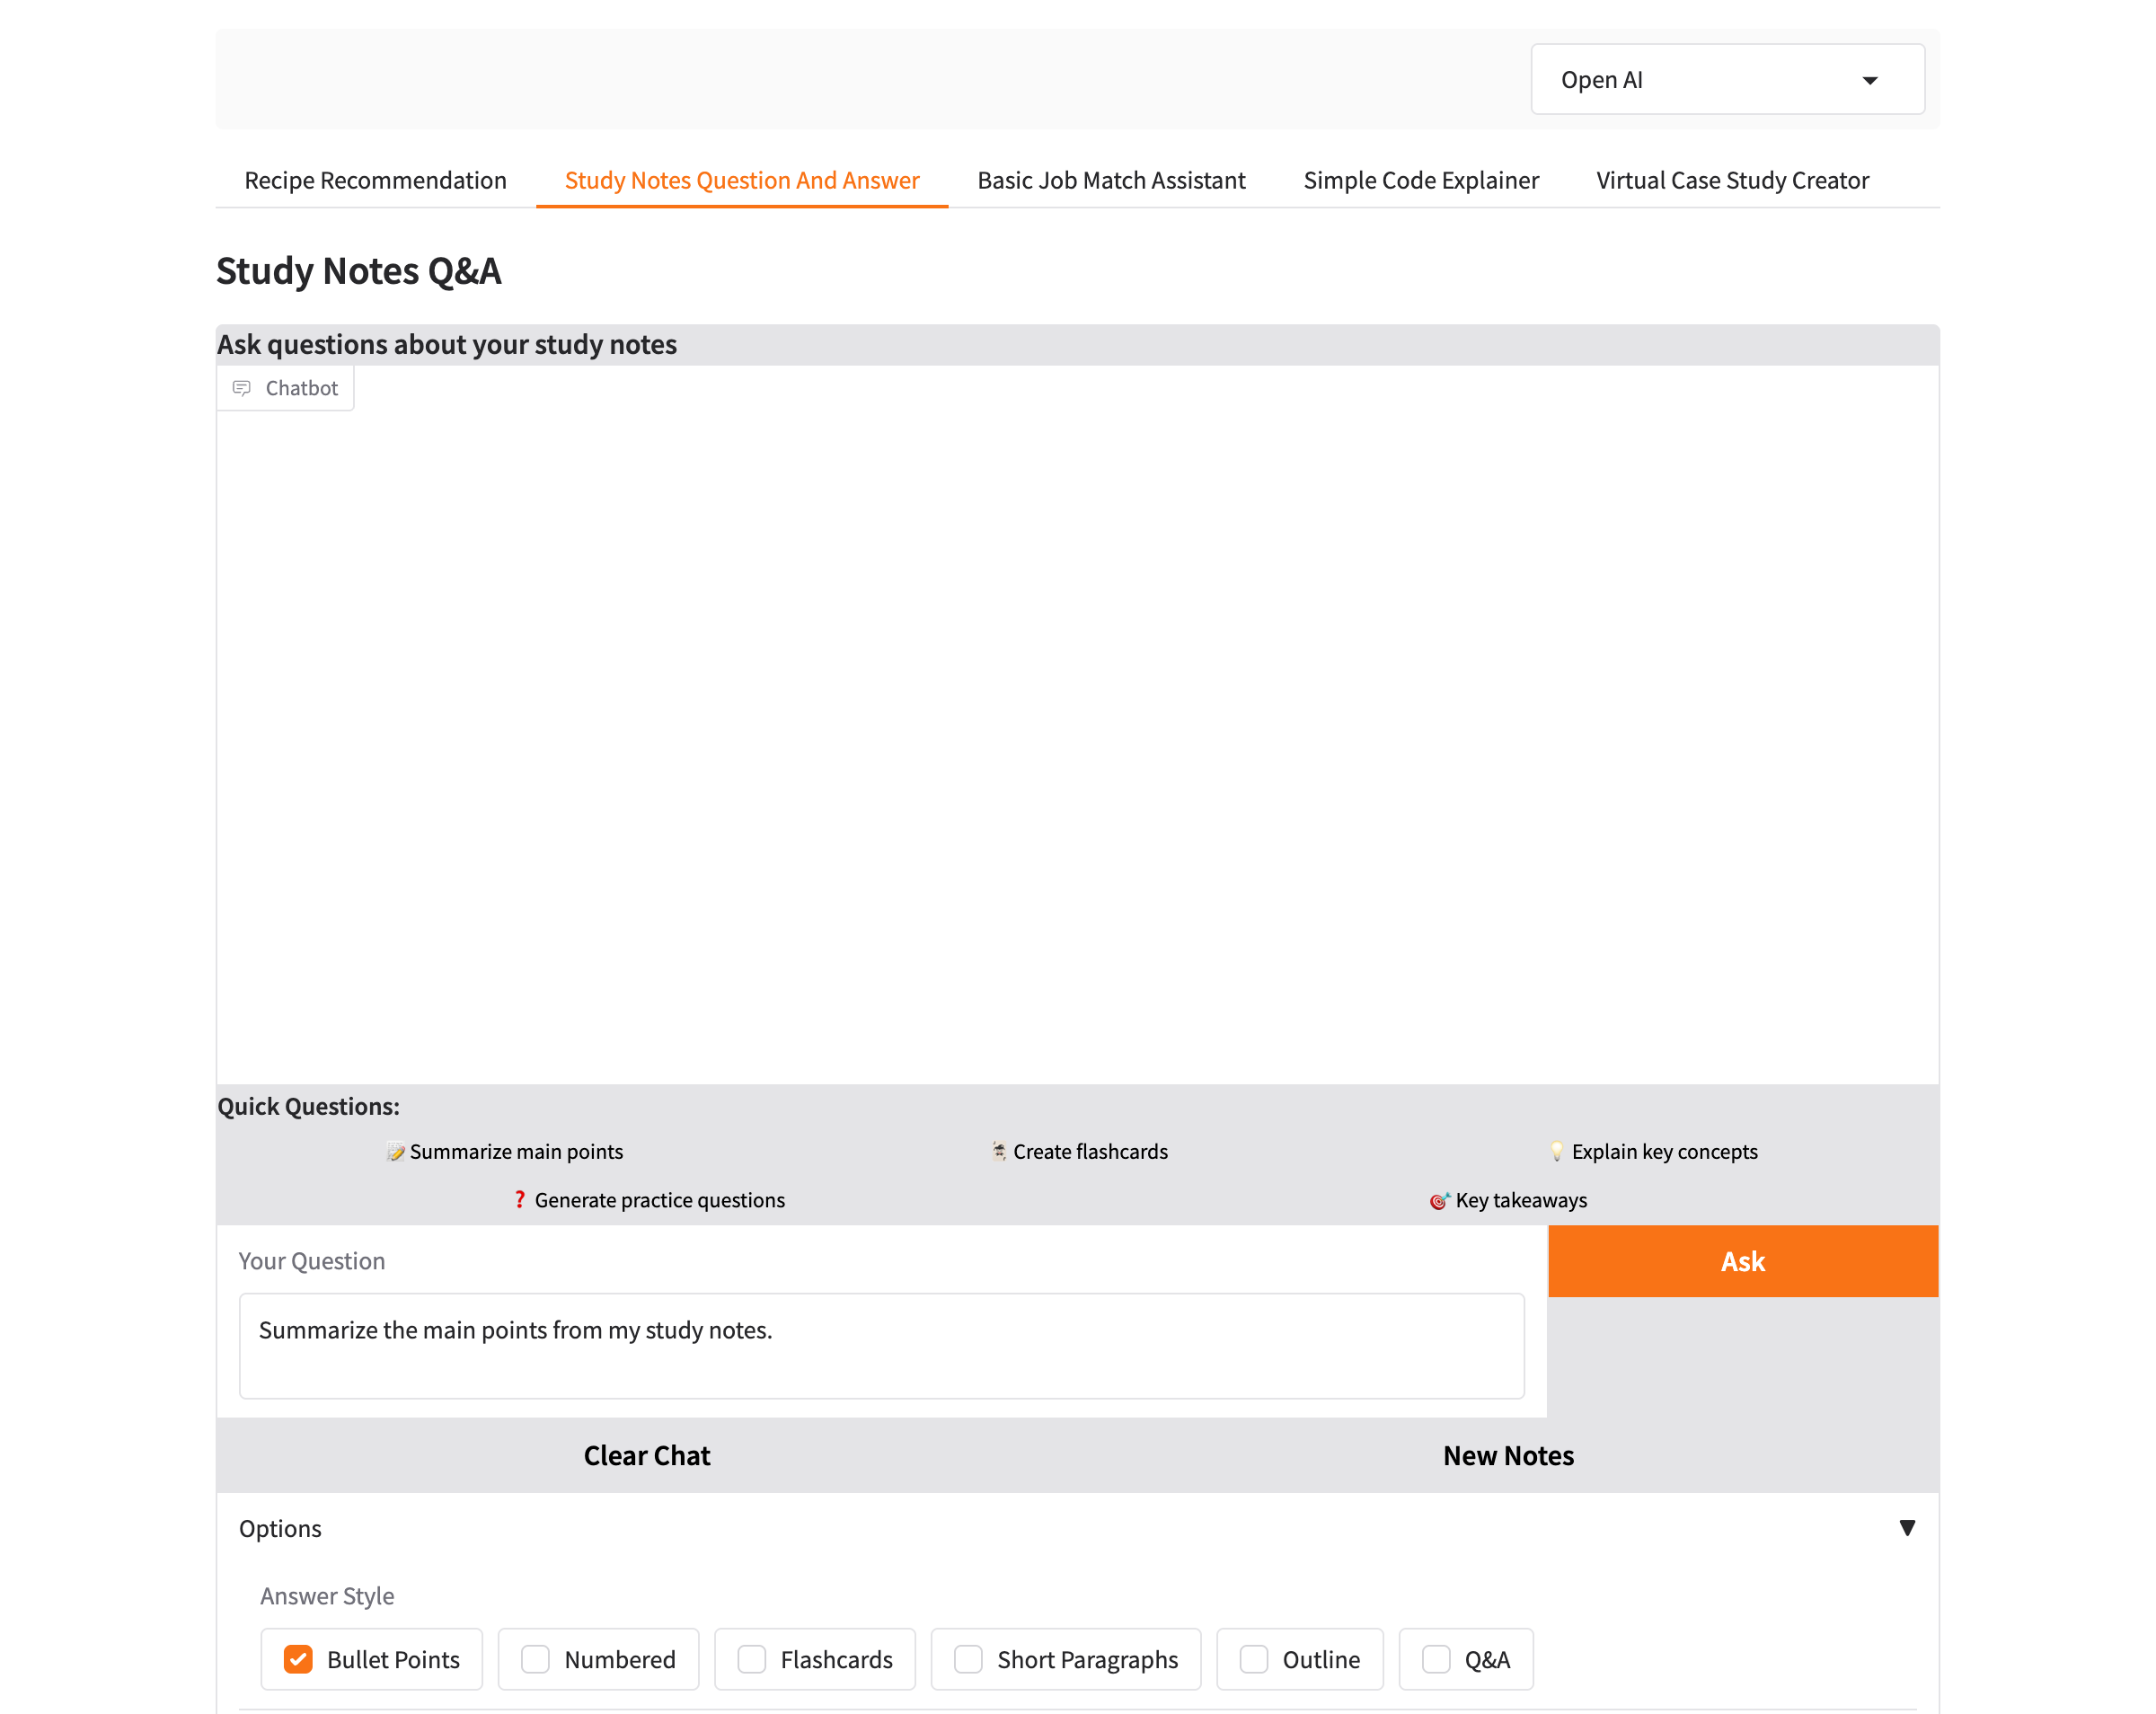 Open AI
Recipe Recommendation Study Notes Question And Answer Basic Job Match Assistant Simple Code Explainer Virtual Case Study Creator
Study Notes Q&A
Ask questions about your study notes
Chatbot
Quick Questions:
📝 Summarize main points 🃏 Create flashcards 💡 Explain key concepts
❓ Generate practice questions 🎯 Key takeaways
Your Question Ask
Summarize the main points from my study notes.
Clear Chat New Notes
Options ▼
Answer Style
Bullet Points Numbered Flashcards Short Paragraphs Outline Q&A